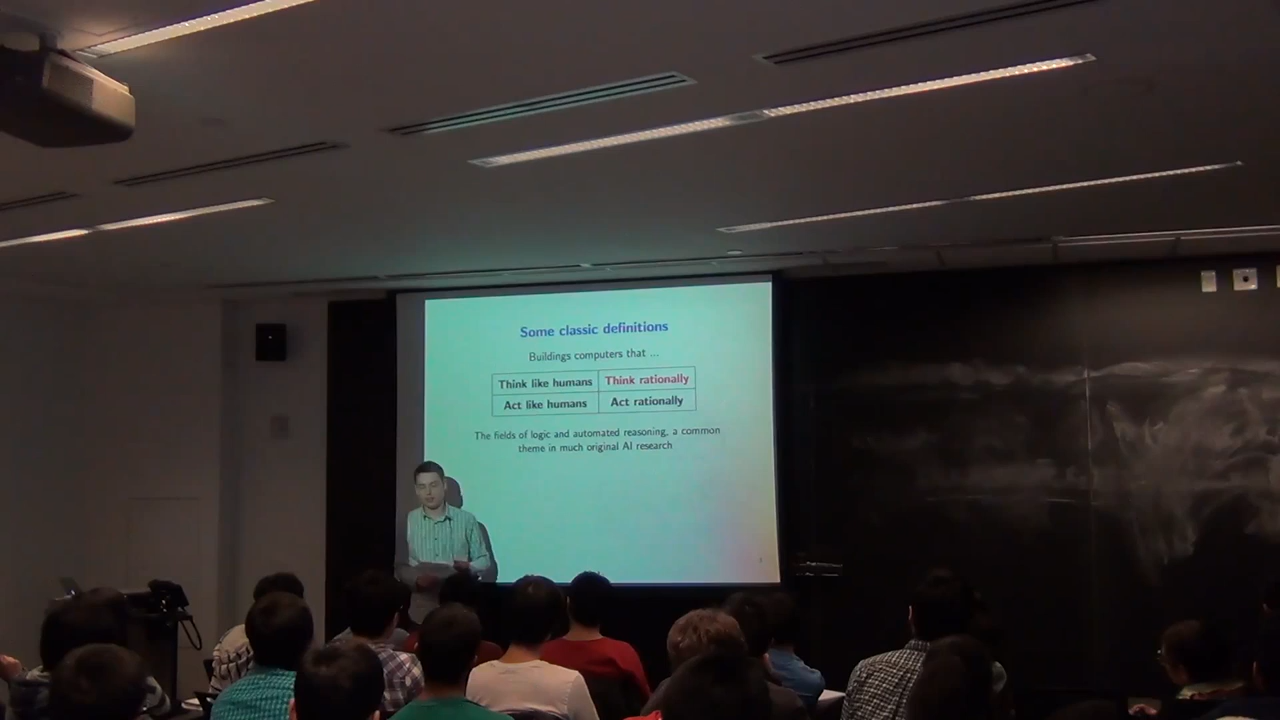 Some classic definitions
Buildings computers that ...
Think like humans Think rationally
Act like humans Act rationally
The fields of logic and automated reasoning, a common
theme in much original AI research